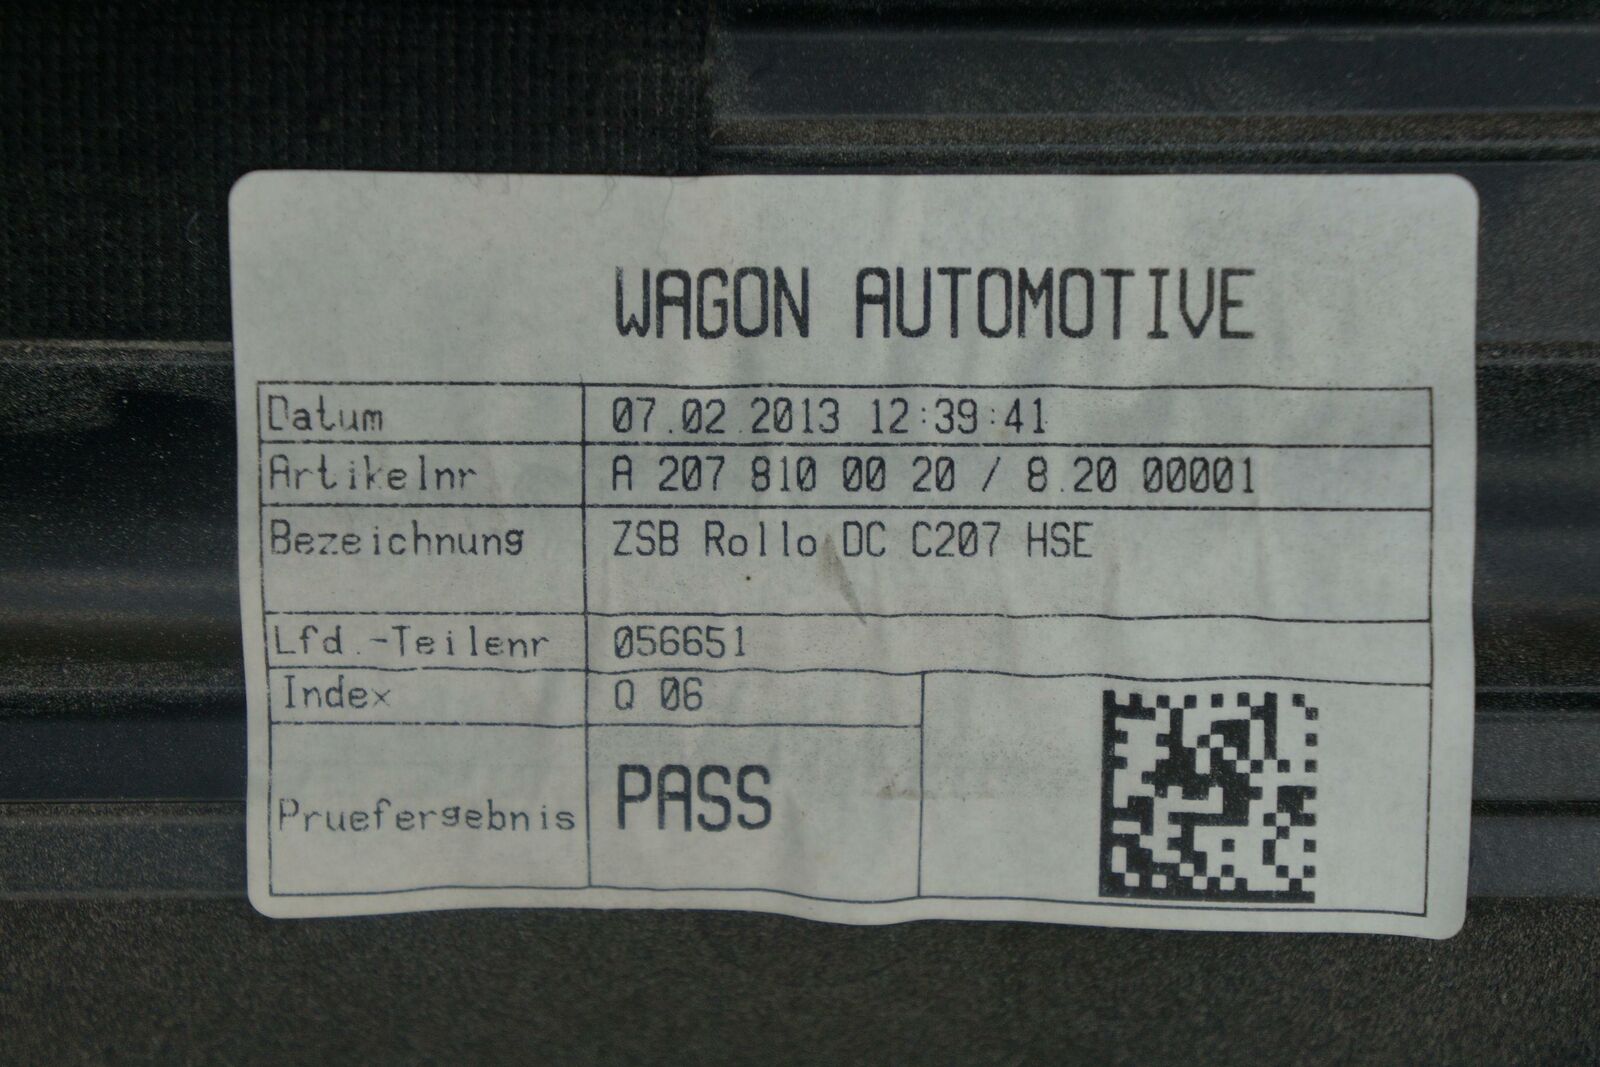 WAGON AUTOMOTIVE
Datum 07.02.2013 12:39:41
Artikelnr A 207 810 00 20 / 8.20 00001
Bezeichnung ZSB Rollo DC C207 HSE
Lfd.-Teilenr 056651
Index Q 06
Pruefergebnis PASS